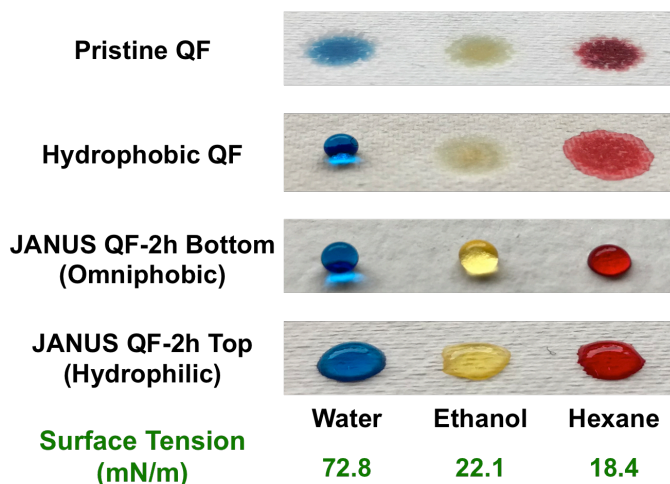 Pristine QF
Hydrophobic QF
JANUS QF-2h Bottom
(Omniphobic)
JANUS QF-2h Top
(Hydrophilic)
Water Ethanol Hexane
Surface Tension
(mN/m)
72.8 22.1 18.4